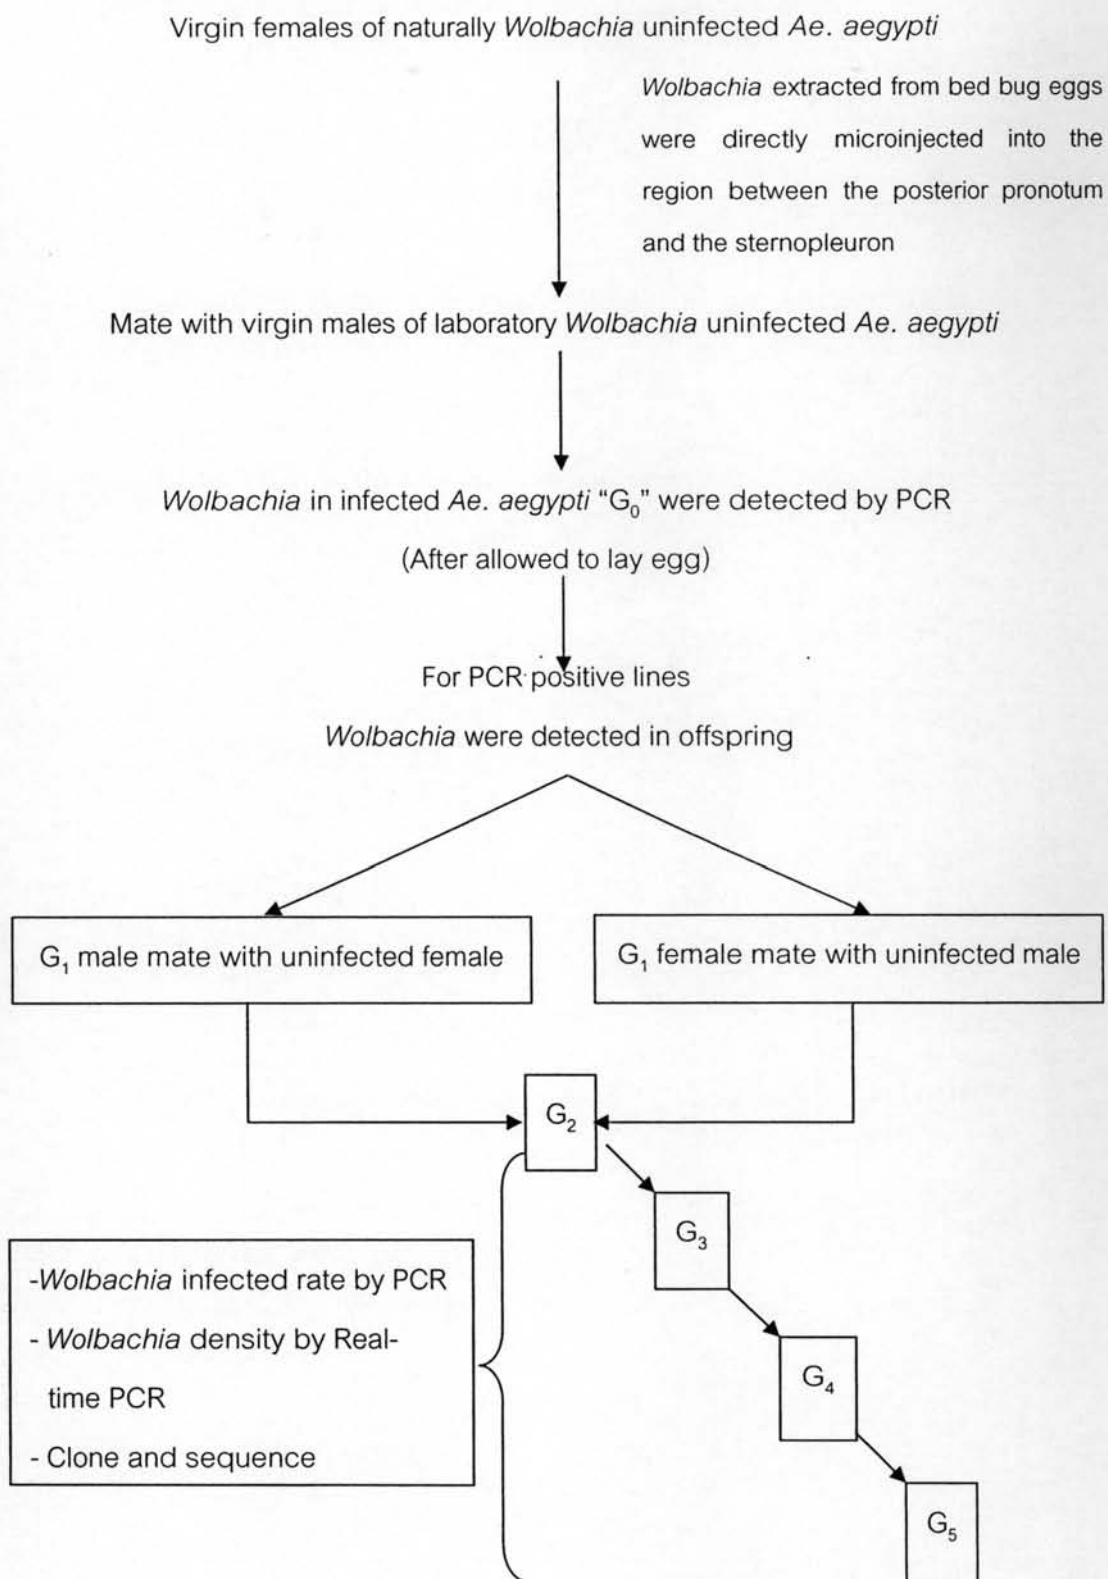 Virgin females of naturally Wolbachia uninfected Ae. aegypti
Wolbachia extracted from bed bug eggs
were directly microinjected into the
region between the posterior pronotum
and the sternopleuron
Mate with virgin males of laboratory Wolbachia uninfected Ae. aegypti
Wolbachia in infected Ae. aegypti “G₀” were detected by PCR
(After allowed to lay egg)
For PCR positive lines
Wolbachia were detected in offspring
G₁ male mate with uninfected female
G₁ female mate with uninfected male
G₂
G₃
-Wolbachia infected rate by PCR
- Wolbachia density by Real-
time PCR
- Clone and sequence
G₄
G₅